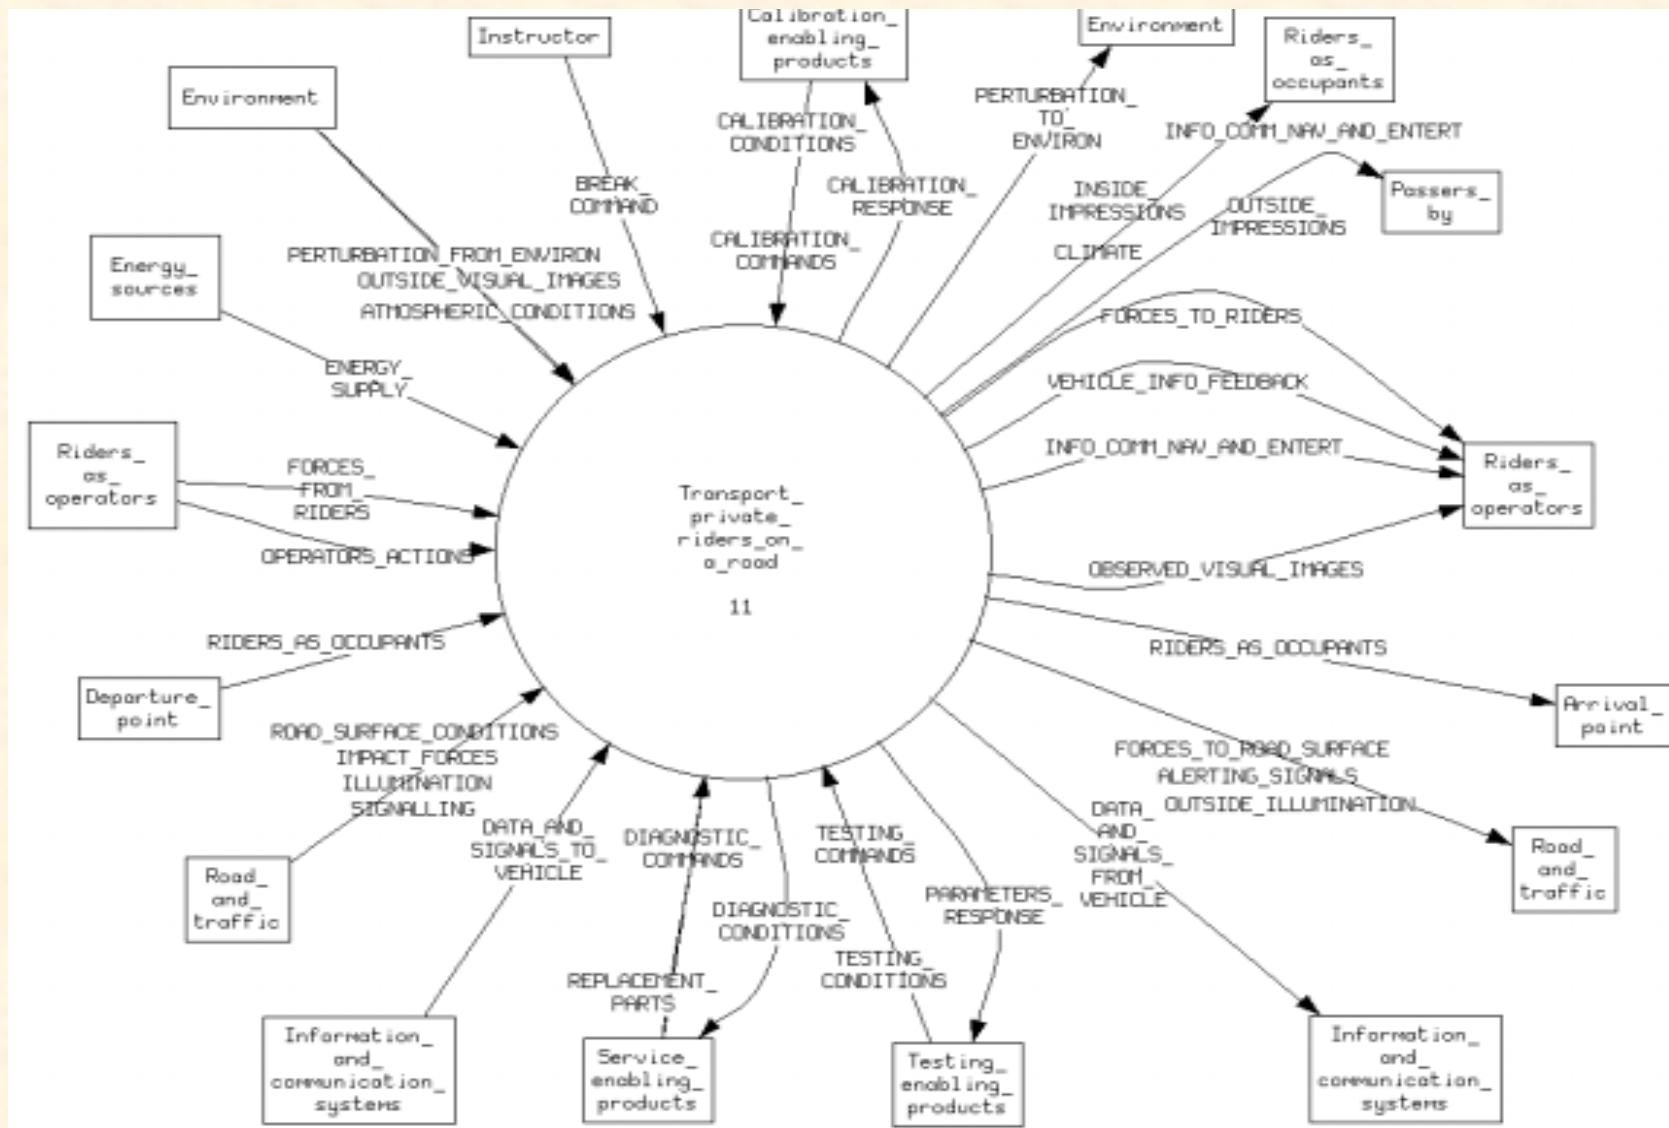 Instructor
Calibration_
enabling_
products
Environment
Riders_
as_
occupants
Environment
PERTURBATION_
TO_
ENVIRON
CALIBRATION_
CONDITIONS
INFO_COMM_NAV_AND_ENTERT
BREAK_
COMMAND
CALIBRATION_
RESPONSE
INSIDE_
IMPRESSIONS
OUTSIDE_
IMPRESSIONS
Passers_
by
CALIBRATION_
COMMANDS
CLIMATE
Energy_
sources
PERTURBATION_FROM_ENVIRON
OUTSIDE_VISUAL_IMAGES
ATMOSPHERIC_CONDITIONS
FORCES_TO_RIDERS
ENERGY_
SUPPLY
VEHICLE_INFO_FEEDBACK
INFO_COMM_NAV_AND_ENTERT
Riders_
as_
operators
FORCES_
FROM_
RIDERS
OPERATORS_ACTIONS
Transport_
private_
riders_on_
a_road
11
Riders_
as_
operators
OBSERVED_VISUAL_IMAGES
RIDERS_AS_OCCUPANTS
RIDERS_AS_OCCUPANTS
Departure_
point
Arrival_
point
ROAD_SURFACE_CONDITIONS
IMPACT_FORCES
ILLUMINATION
SIGNALLING
FORCES_TO_ROAD_SURFACE
ALERTING_SIGNALS
OUTSIDE_ILLUMINATION
DATA_AND_
SIGNALS_TO_
VEHICLE
DIAGNOSTIC_
COMMANDS
TESTING_
COMMANDS
DATA_
AND_
SIGNALS_
FROM_
VEHICLE
Road_
and_
traffic
Road_
and_
traffic
DIAGNOSTIC_
CONDITIONS
PARAMETERS_
RESPONSE
REPLACEMENT_
PARTS
TESTING_
CONDITIONS
Information_
and_
communication_
systems
Service_
enabling_
products
Testing_
enabling_
products
Information_
and_
communication_
systems